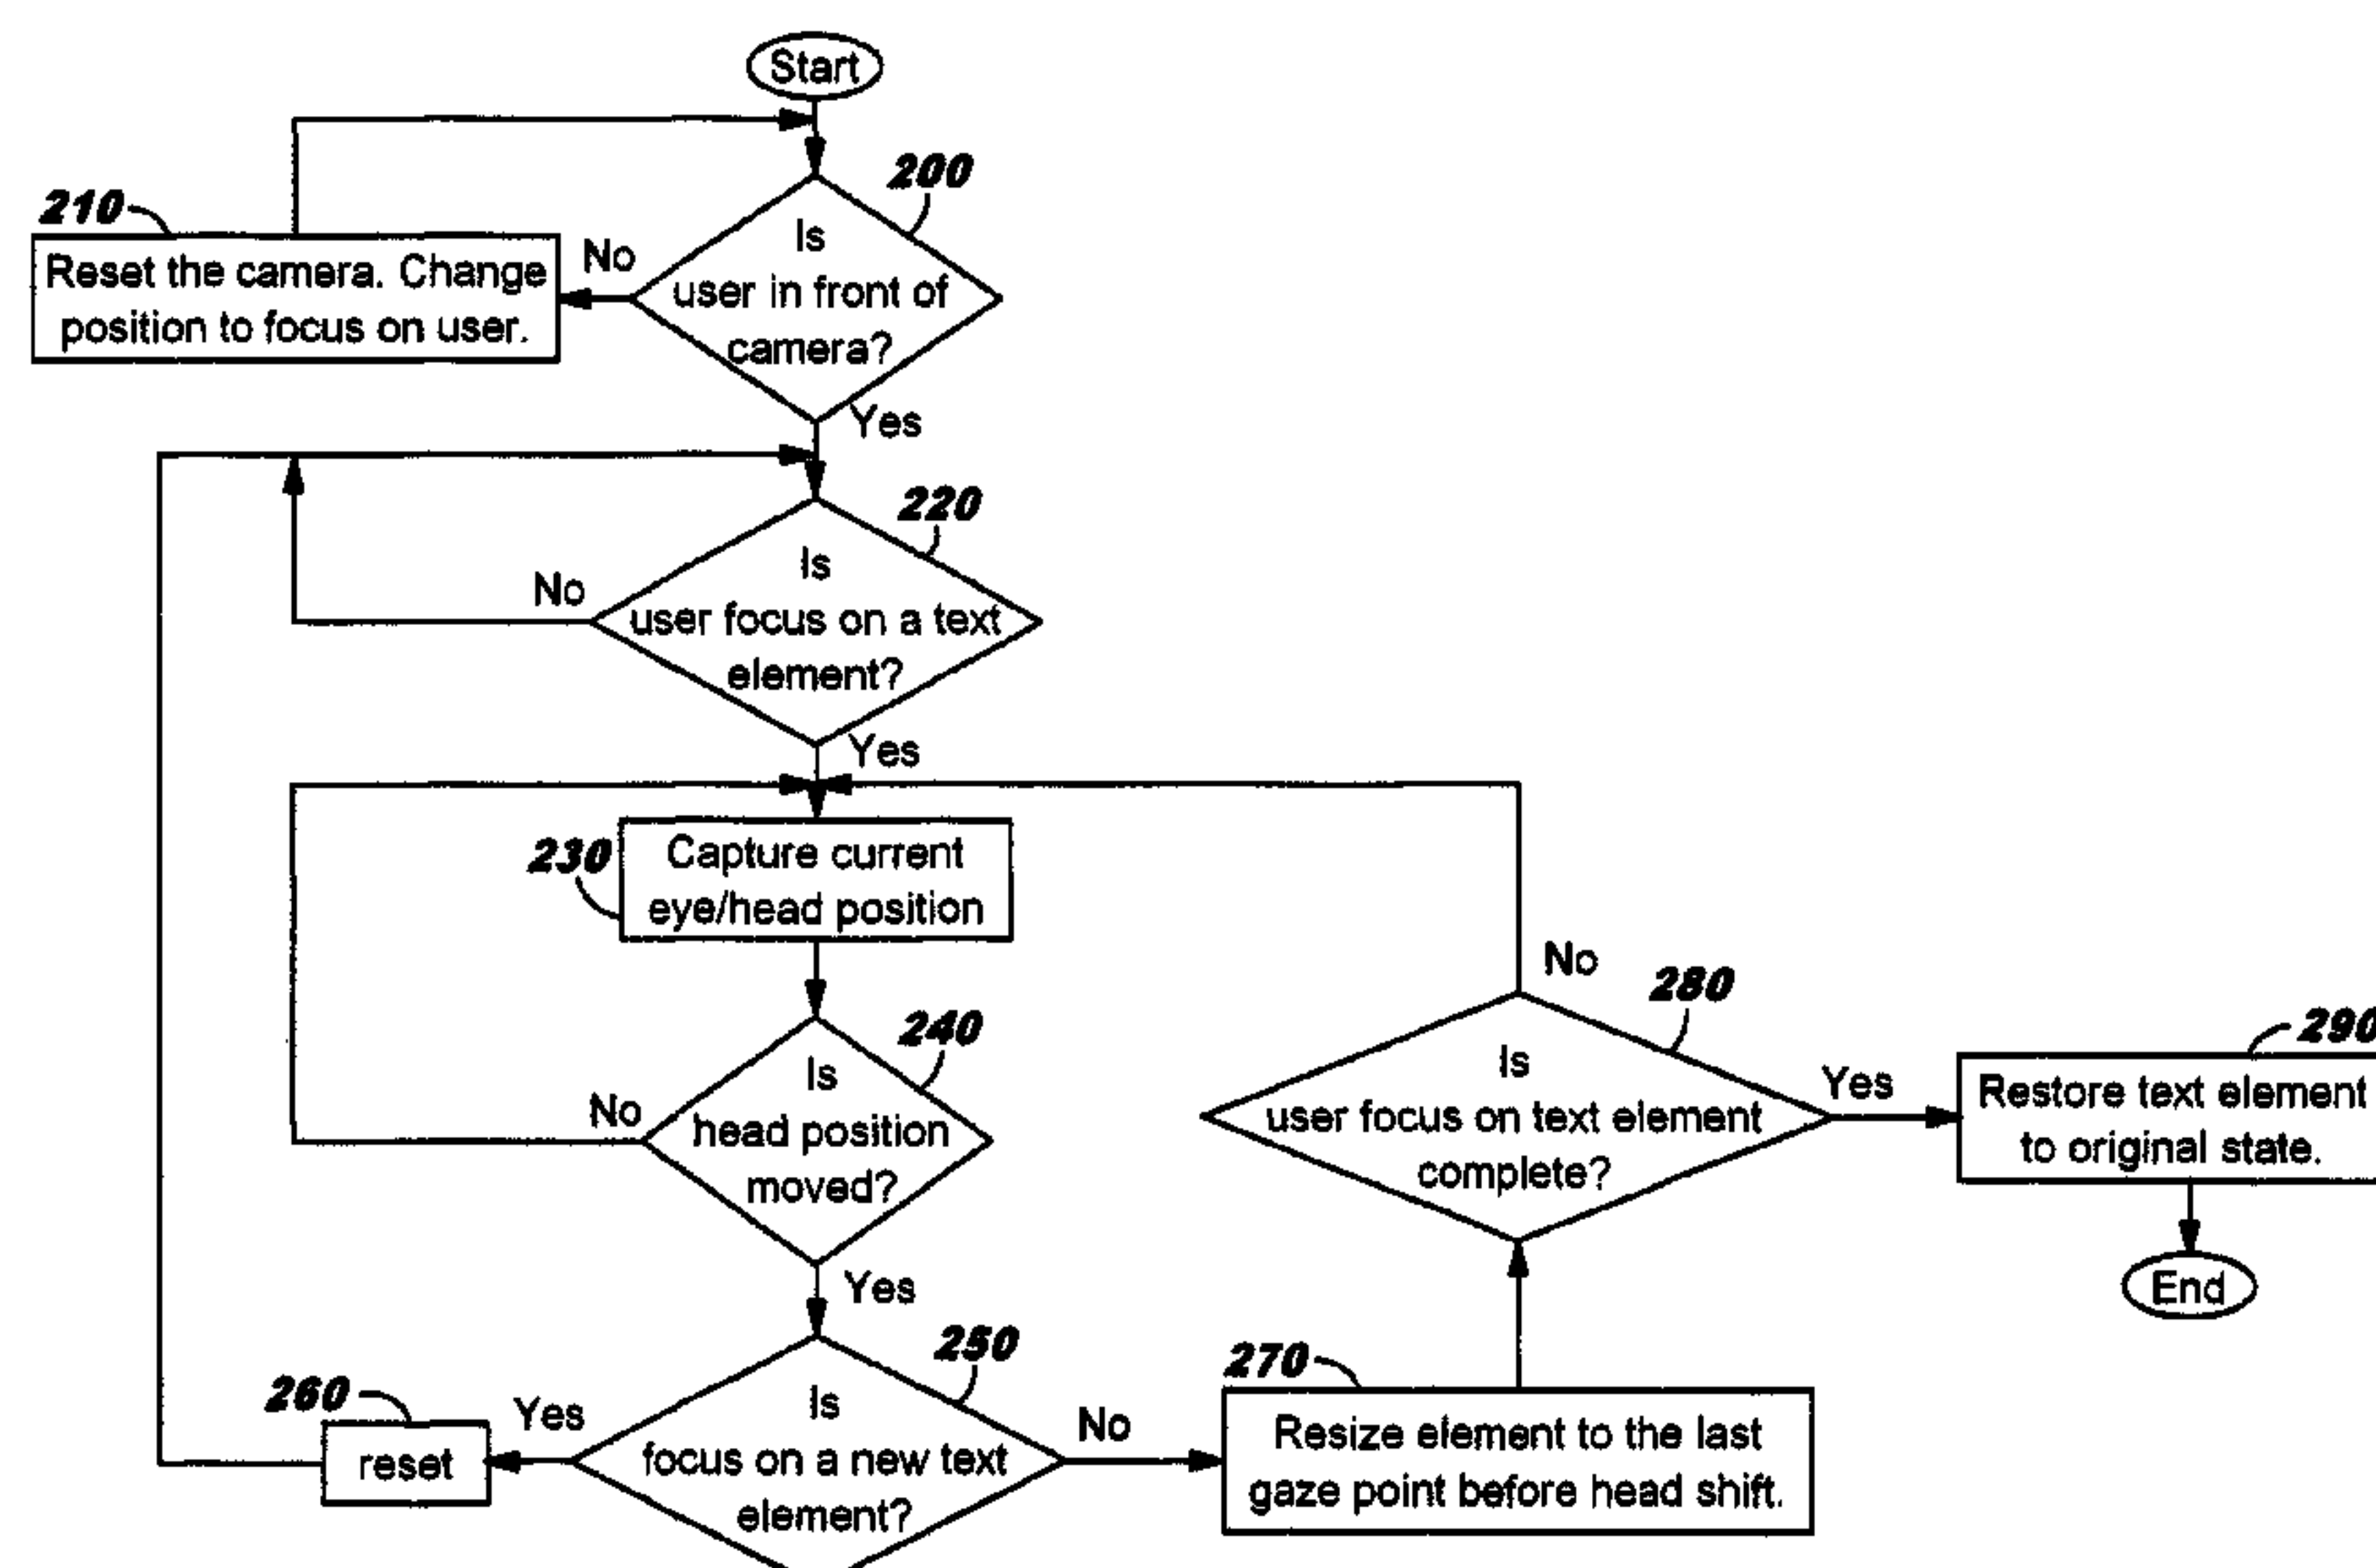 Start
200
210
Is
user in front of
camera?
No
Reset the camera. Change
position to focus on user.
Yes
220
Is
user focus on a text
element?
No
Yes
230
Capture current
eye/head position
240
Is
head position
moved?
No
Yes
250
Is
focus on a new text
element?
Yes
260
reset
No
270
Resize element to the last
gaze point before head shift.
280
Is
user focus on text element
complete?
No
Yes
290
Restore text element
to original state.
End